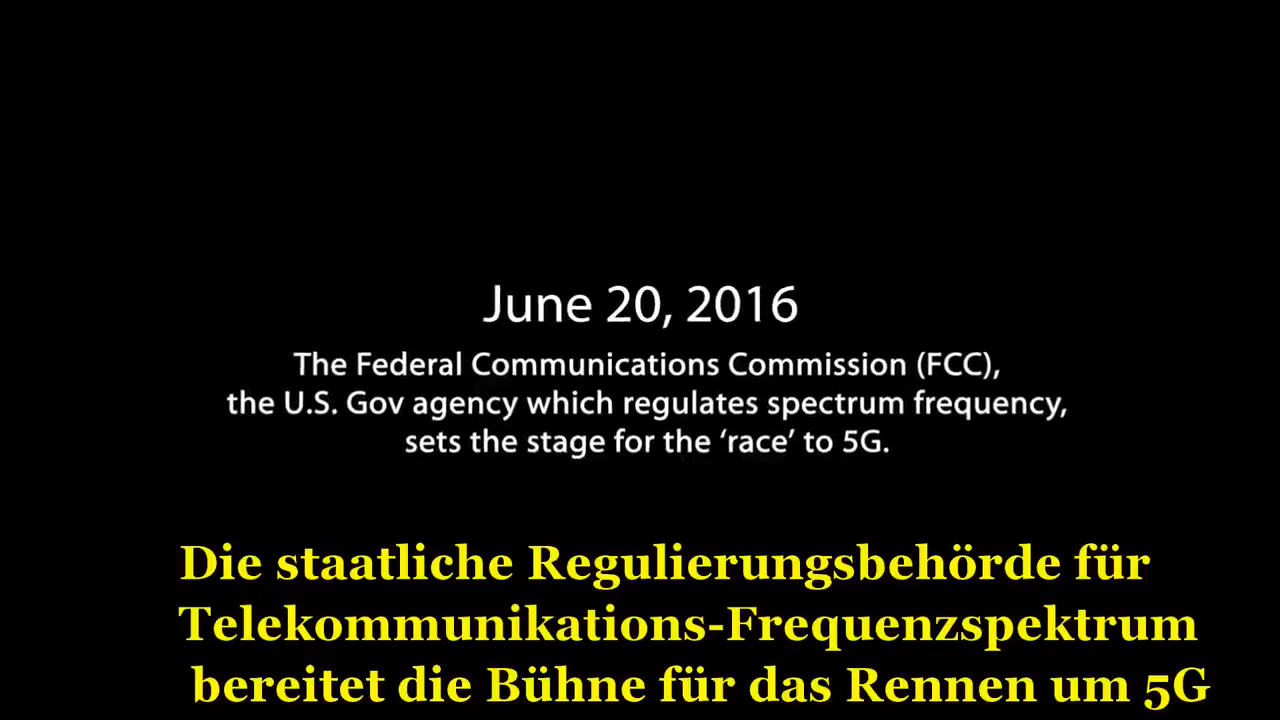 June 20, 2016
The Federal Communications Commission (FCC),
the U.S. Gov agency which regulates spectrum frequency,
sets the stage for the ‘race’ to 5G.
Die staatliche Regulierungsbehörde für
Telekommunikations-Frequenzspektrum
bereitet die Bühne für das Rennen um 5G